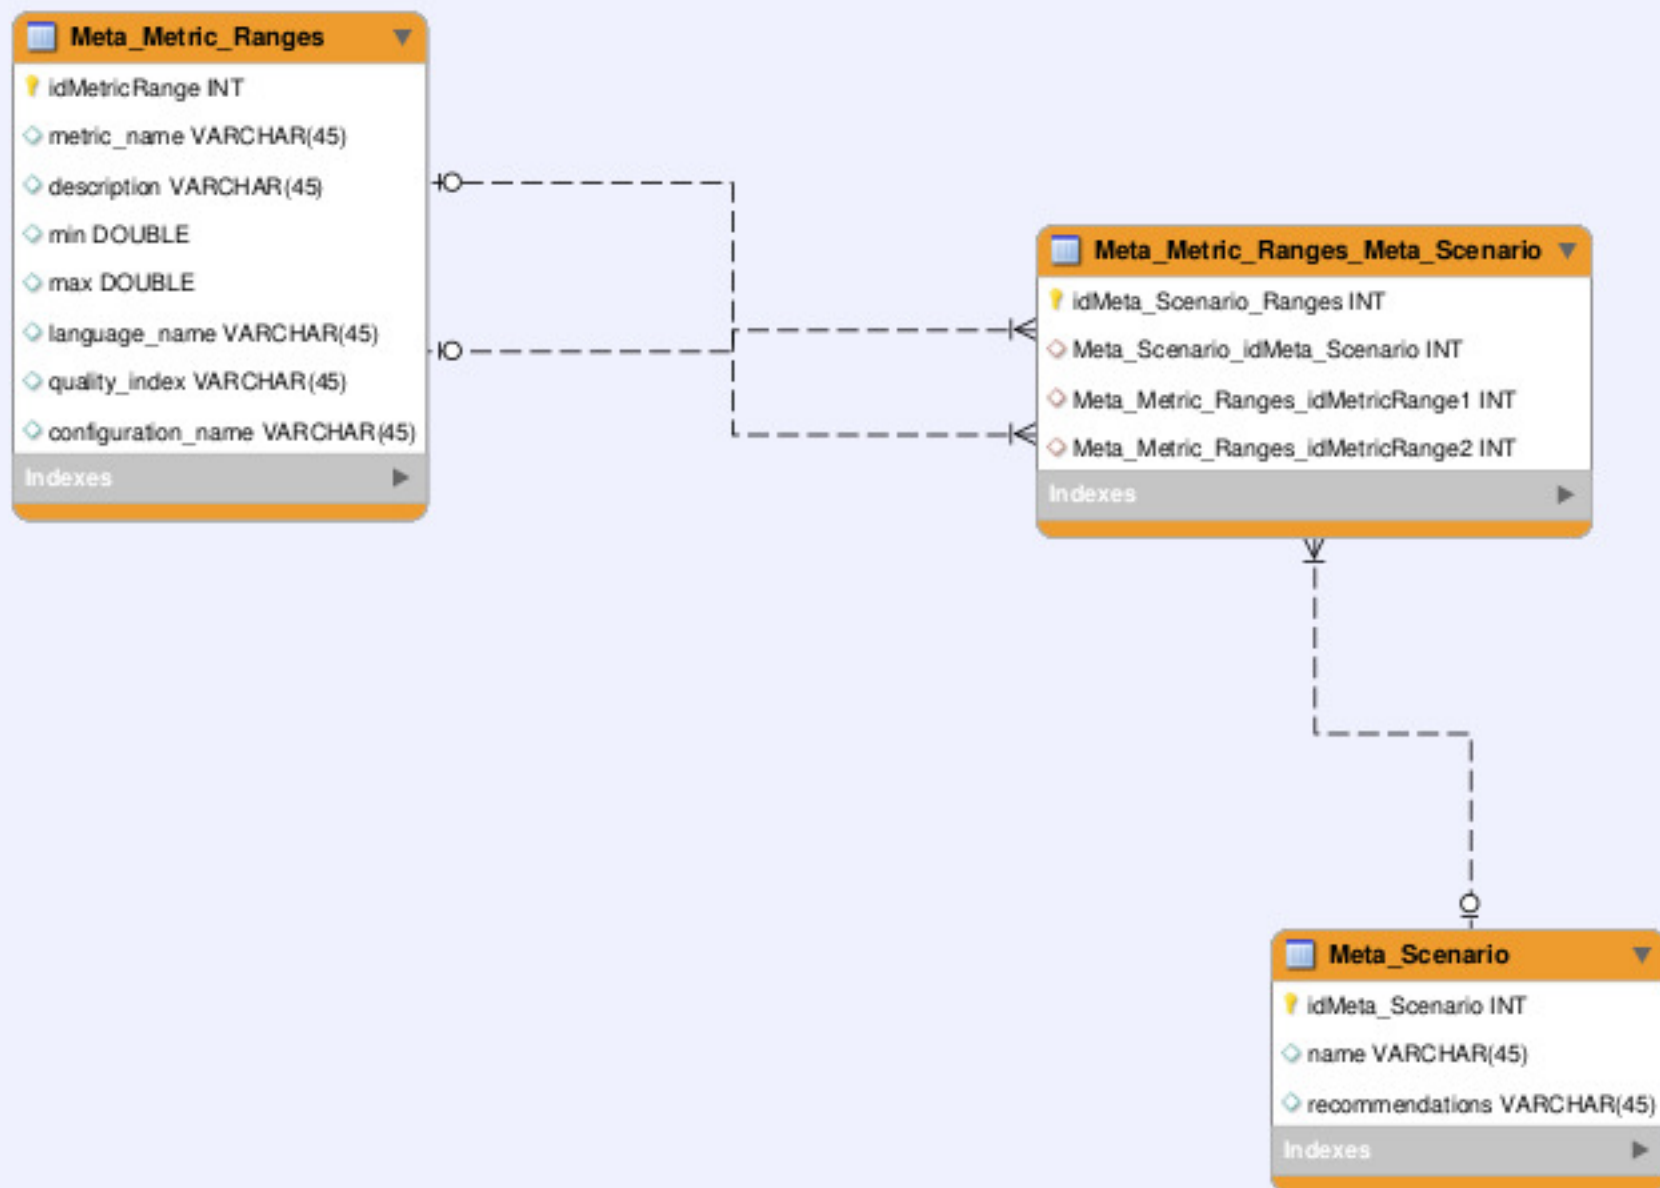 Meta_Metric_Ranges
idMetricRange INT
metric_name VARCHAR(45)
description VARCHAR(45)
min DOUBLE
max DOUBLE
language_name VARCHAR(45)
quality_index VARCHAR(45)
configuration_name VARCHAR(45)
Indexes
Meta_Metric_Ranges_Meta_Scenario
idMeta_Scenario_Ranges INT
Meta_Scenario_idMeta_Scenario INT
Meta_Metric_Ranges_idMetricRange1 INT
Meta_Metric_Ranges_idMetricRange2 INT
Indexes
Meta_Scenario
idMeta_Scenario INT
name VARCHAR(45)
recommendations VARCHAR(45)
Indexes